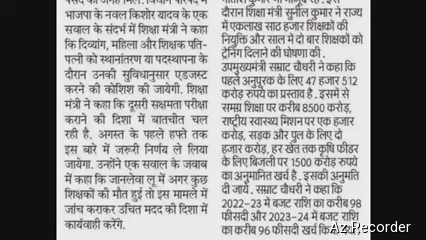 पसंद की जगह मिले। विधान परिषद में
भाजपा के नवल किशोर यादव के एक
सवाल के संदर्भ में शिक्षा मंत्री ने कहा
कि दिव्यांग, महिला और शिक्षक पति-
पत्नी को स्थानांतरण या पदस्थापना के
दौरान उनकी सुविधानुसार एडजस्ट
करने की कोशिश की जायेगी। शिक्षा
मंत्री ने कहा कि दूसरी सक्षमता परीक्षा
कराने की दिशा में बातचीत चल
रही है. अगस्त के पहले हफ्ते तक
इस बारे में जरूरी निर्णय ले लिया
जायेगा. उन्होंने एक सवाल के जवाब
में कहा कि जानलेवा लू में अगर कुछ
शिक्षकों की मौत हुई तो इस मामले में
जांच कराकर उचित मदद की दिशा में
कार्यवाही करेंगे.
दौरान शिक्षा मंत्री सुनील कुमार ने राज्य
में एकलाख साठ हजार शिक्षकों की
नियुक्ति और साल में दो बार शिक्षकों को
ट्रेनिंग दिलाने की घोषणा की.
उपमुख्यमंत्री सम्राट चौधरी ने कहा कि
पहले अनुपूरक के लिए 47 हजार 512
करोड़ रुपये का प्रस्ताव है . इसमें से
समग्र शिक्षा पर करीब 8500 करोड़,
राष्ट्रीय स्वास्थ्य मिशन पर एक हजार
करोड़, सड़क और पुल के लिए दो
हजार करोड़, हर खेत तक कृषि फीडर
के लिए बिजली पर 1500 करोड़ रुपये
का अनुमानित खर्च है . इसकी अनुमति
दी जाये. सम्राट चौधरी ने कहा कि
2022-23 में बजट राशि का करीब 98
फीसदी और 2023-24 में बजट राशि
का करीब 96 फीसदी खर्च किया
Az Recorder